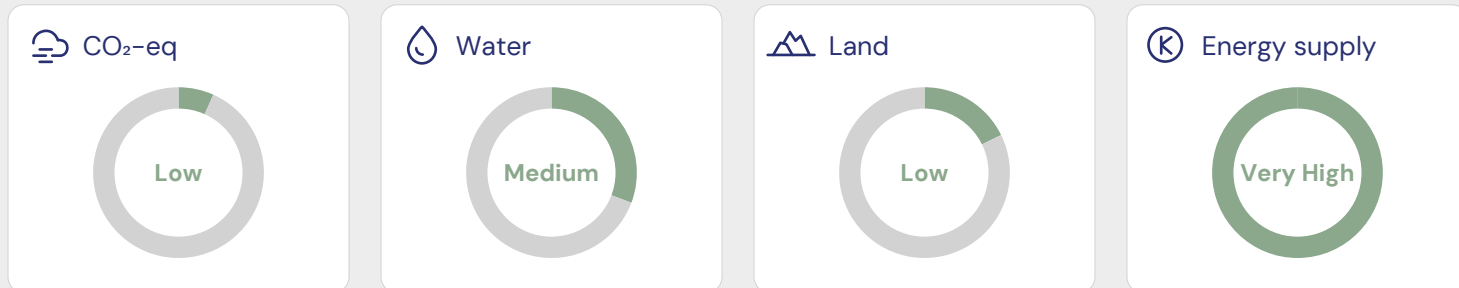 CO₂-eq
Water
Land
Energy supply
Low
Medium
Low
Very High